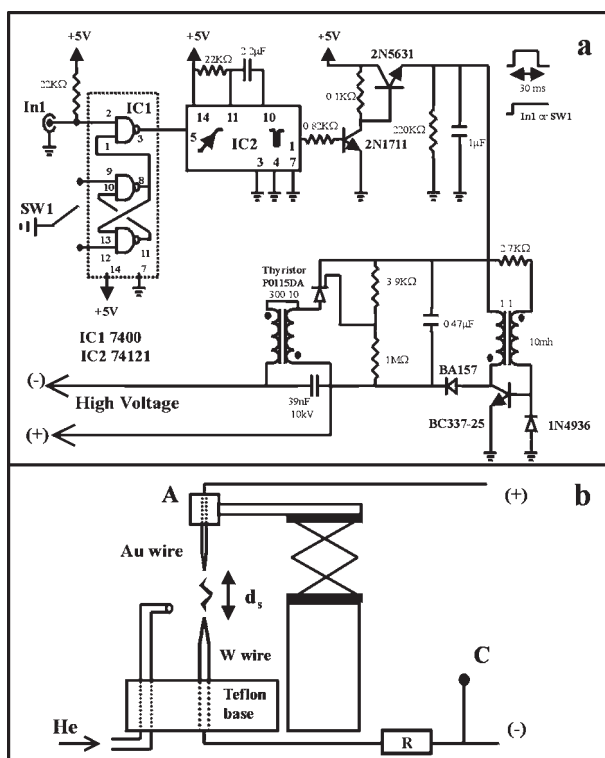 a
+5V
+5V
+5V
2N5631
22KΩ
22KΩ
2.2μF
30 ms
In1 or SW1
In1
IC1
2
1
3
14
11
10
5
IC2
1
3
4
7
0.82KΩ
0.1KΩ
2N1711
220KΩ
1μF
9
10
8
SW1
13
12
11
14
7
+5V
IC1 7400
IC2 74121
Thyristor
P0115DA
300 10
3.9KΩ
2.7KΩ
0.47μF
1 1
10mh
1MΩ
BA157
(-)
High Voltage
39nF
10kV
BC337-25
1N4936
(+)
b
A
(+)
Au wire
ds
W wire
C
Teflon
base
He
R
(-)